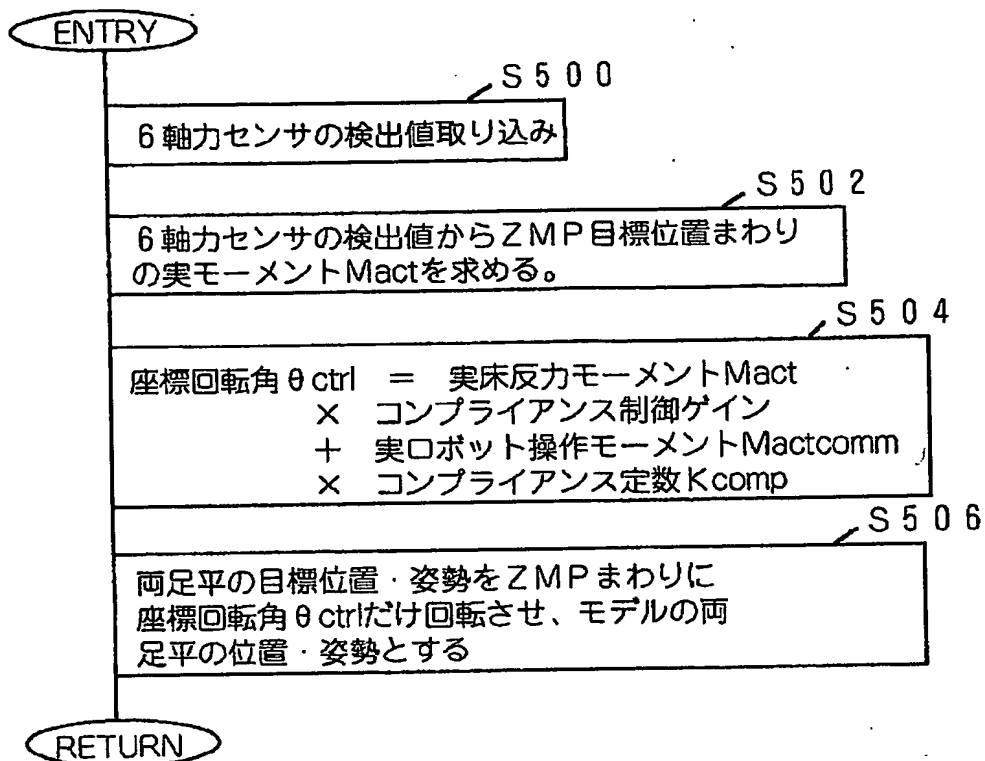 ENTRY
S500
6軸力センサの検出値取り込み
S502
6軸力センサの検出値からZMP目標位置まわり
の実モーメントMactを求める。
S504
座標回転角θctrl = 実床反力モーメントMact
× コンプライアンス制御ゲイン
+ 実ロボット操作モーメントMactcomm
× コンプライアンス定数Kcomp
S506
両足平の目標位置・姿勢をZMPまわりに
座標回転角θctrlだけ回転させ、モデルの両
足平の位置・姿勢とする
RETURN